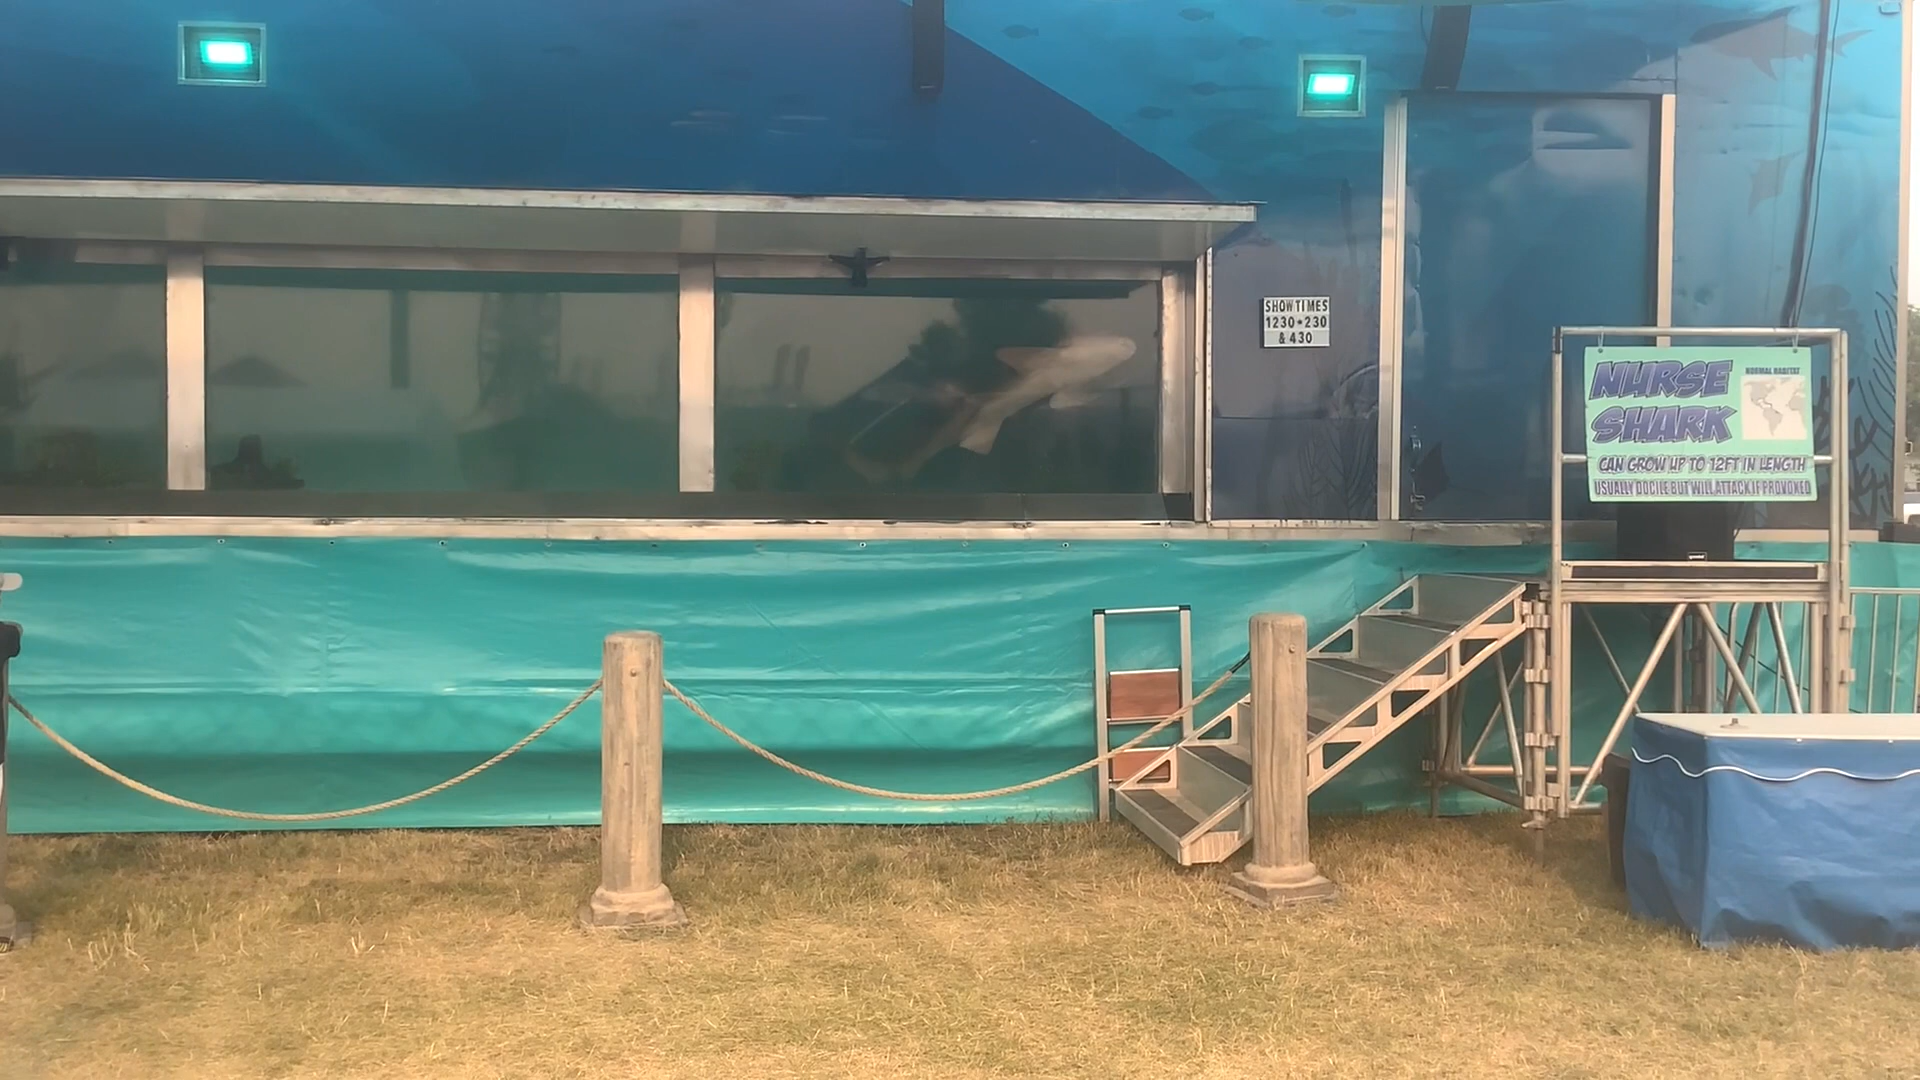 SHOW TIMES
1230•230
& 430
NURSE
SHARK
NORMAL HABITAT
CAN GROW UP TO 12FT IN LENGTH
USUALLY DOCILE BUT WILL ATTACK IF PROVOKED